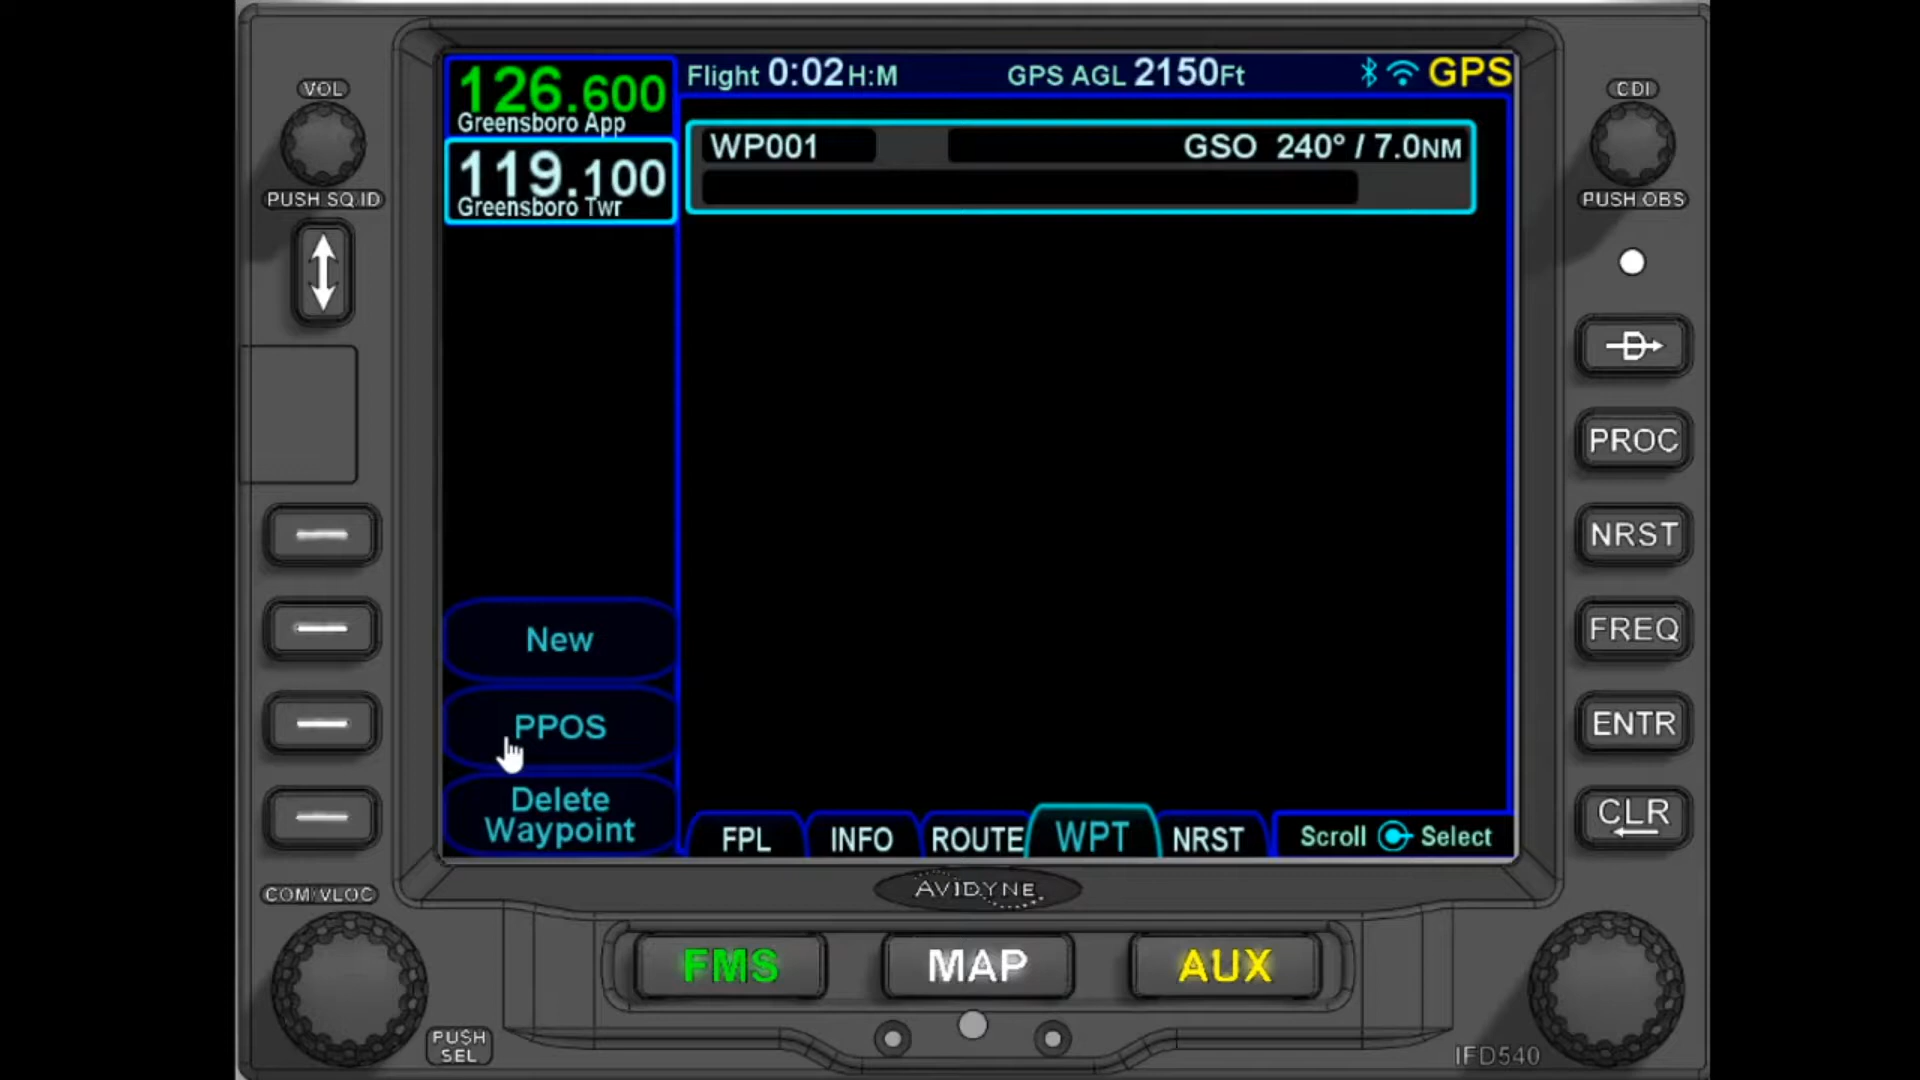 VOL
PUSH SQ ID
126.600
Greensboro App
119.100
Greensboro Twr
Flight 0:02 H:M
GPS AGL 2150Ft
GPS
WP001
GSO 240° / 7.0NM
New
PPOS
Delete
Waypoint
FPL
INFO
ROUTE
WPT
NRST
Scroll Select
CDI
PUSH OBS
D
PROC
NRST
FREQ
ENTR
CLR
COM/VLOC
PUSH
SEL
AVIDYNE
FMS
MAP
AUX
IFD540